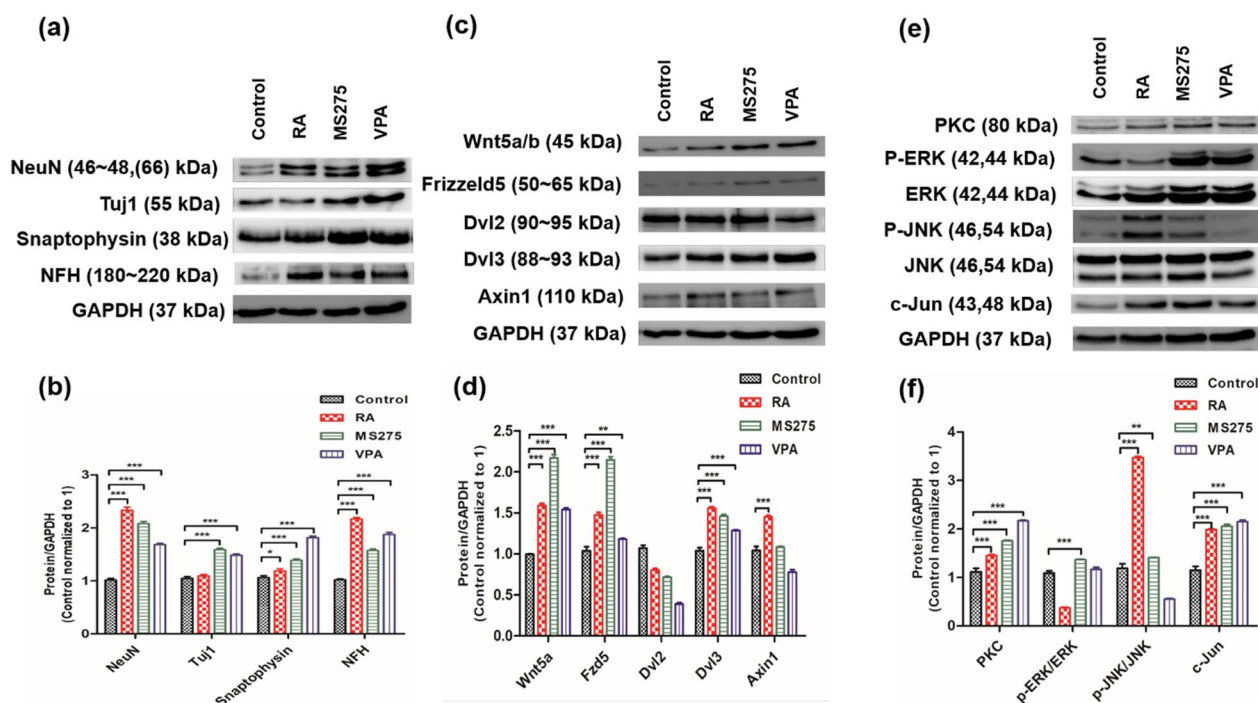 (a)
Control
RA
MS275
VPA
NeuN (46~48,(66) kDa)
Tuj1 (55 kDa)
Snaptophysin (38 kDa)
NFH (180~220 kDa)
GAPDH (37 kDa)
(b)
Control
RA
MS275
VPA
Protein/GAPDH
(Control normalized to 1)
3
2
1
0
***
***
***
***
***
***
***
*
***
***
***
NeuN
Tuj1
Snaptophysin
NFH
(c)
Control
RA
MS275
VPA
Wnt5a/b (45 kDa)
Frizzeld5 (50~65 kDa)
Dvl2 (90~95 kDa)
Dvl3 (88~93 kDa)
Axin1 (110 kDa)
GAPDH (37 kDa)
(d)
Control
RA
MS275
VPA
Protein/GAPDH
(Control normalized to 1)
2.5
2.0
1.5
1.0
0.5
0.0
***
***
***
**
***
***
***
***
***
***
Wnt5a
Fzd5
Dvl2
Dvl3
Axin1
(e)
Control
RA
MS275
VPA
PKC (80 kDa)
P-ERK (42,44 kDa)
ERK (42,44 kDa)
P-JNK (46,54 kDa)
JNK (46,54 kDa)
c-Jun (43,48 kDa)
GAPDH (37 kDa)
(f)
Control
RA
MS275
VPA
Protein/GAPDH
(Control normalized to 1)
4
3
2
1
0
***
***
***
***
**
***
***
***
***
PKC
p-ERK/ERK
p-JNK/JNK
c-Jun